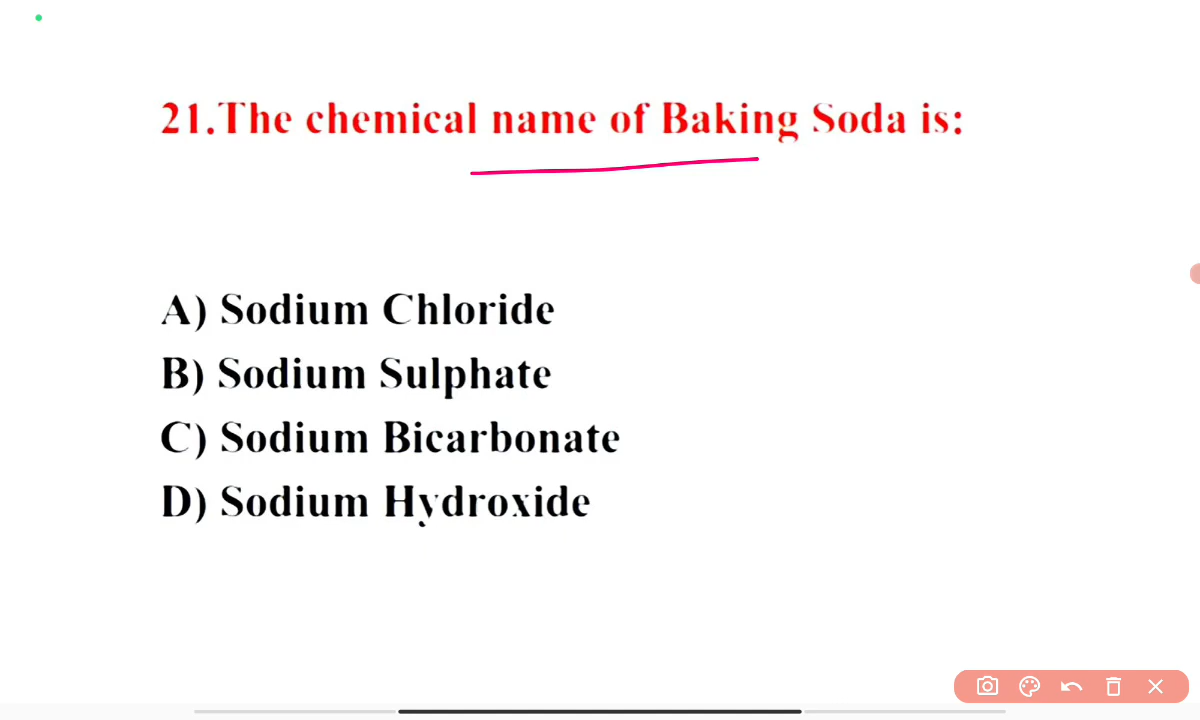 21.The chemical name of Baking Soda is:
A) Sodium Chloride
B) Sodium Sulphate
C) Sodium Bicarbonate
D) Sodium Hydroxide